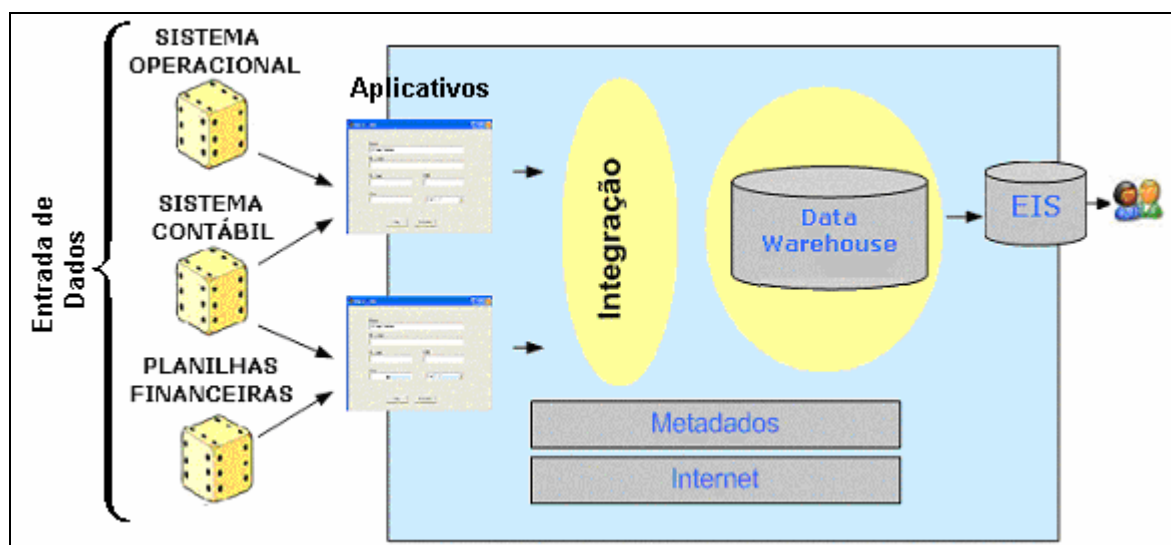 SISTEMA
OPERACIONAL
Aplicativos
SISTEMA
CONTÁBIL
Entrada de
Dados
PLANILHAS
FINANCEIRAS
Integração
Data
Warehouse
EIS
Metadados
Internet